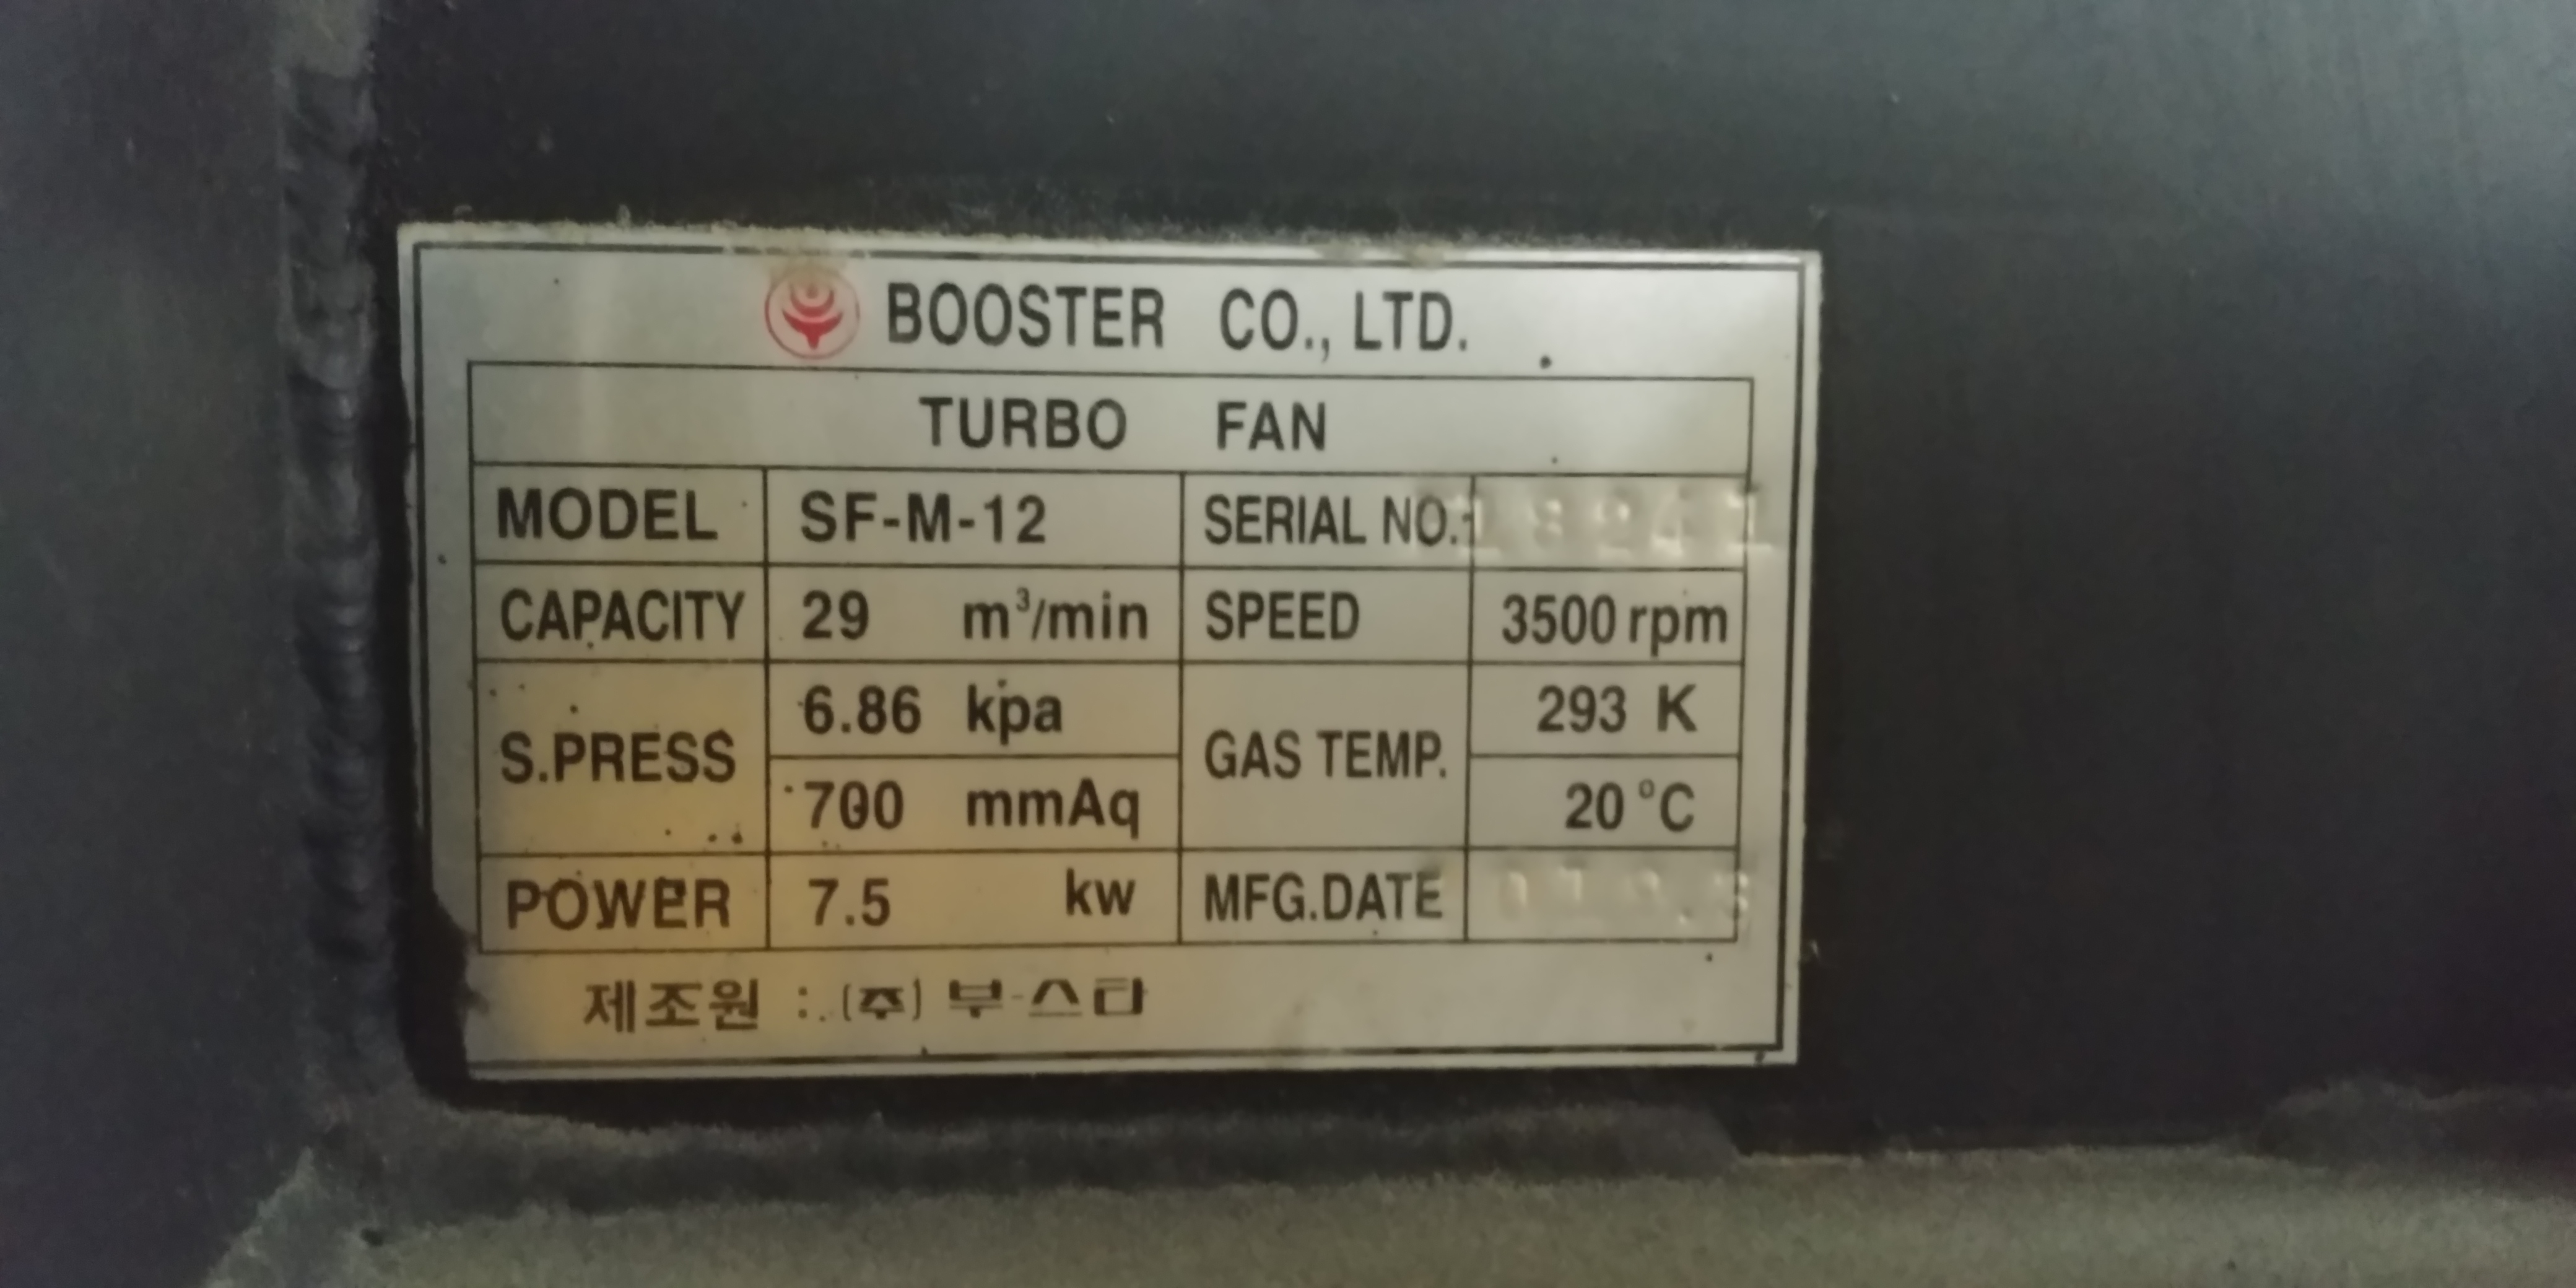 BOOSTER CO., LTD.
TURBO FAN
MODEL SF-M-12 SERIAL NO.
CAPACITY 29 m³/min SPEED 3500 rpm
S.PRESS 6.86 kpa GAS TEMP. 293 K
700 mmAq 20 °C
POWER 7.5 kw MFG.DATE
제조원 : (주) 부-스타